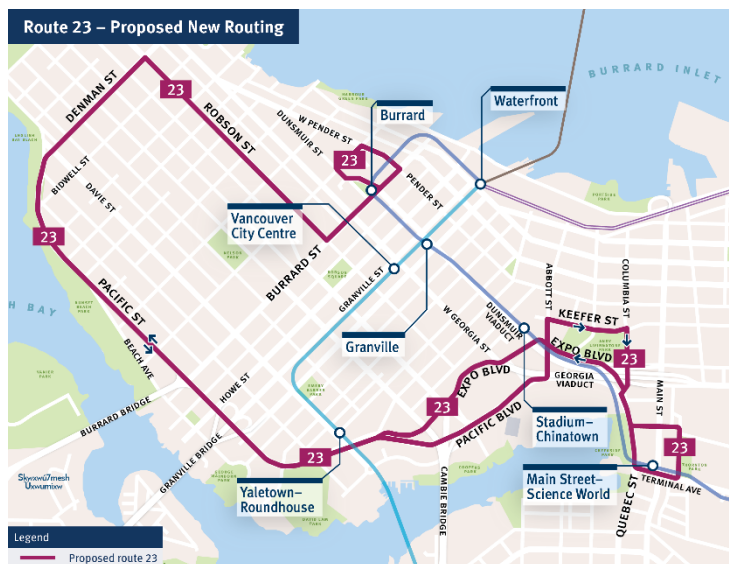 Route 23 – Proposed New Routing
BURRARD INLET
DENMAN ST
23
ROBSON ST
W PENDER ST
DUNSMUIR ST
23
Burrard
Waterfront
BIDWELL ST
DAVIE ST
PENDER ST
Vancouver
City Centre
23
BURRARD ST
GRANVILLE ST
PACIFIC ST
BEACH AVE
Granville
W GEORGIA ST
DUNSMUIR
VIADUCT
ABBOTT ST
COLUMBIA ST
KEEFER ST
EXPO BLVD
23
GEORGIA
VIADUCT
MAIN ST
H BAY
HOWE ST
EXPO BLVD
23
PACIFIC BLVD
Stadium–
Chinatown
BURRARD BRIDGE
GRANVILLE BRIDGE
23
23
Yaletown–
Roundhouse
CAMBIE BRIDGE
Main Street–
Science World
QUEBEC ST
TERMINAL AVE
Sḵwx̱wú7mesh
Úxwumixw
Legend
Proposed route 23